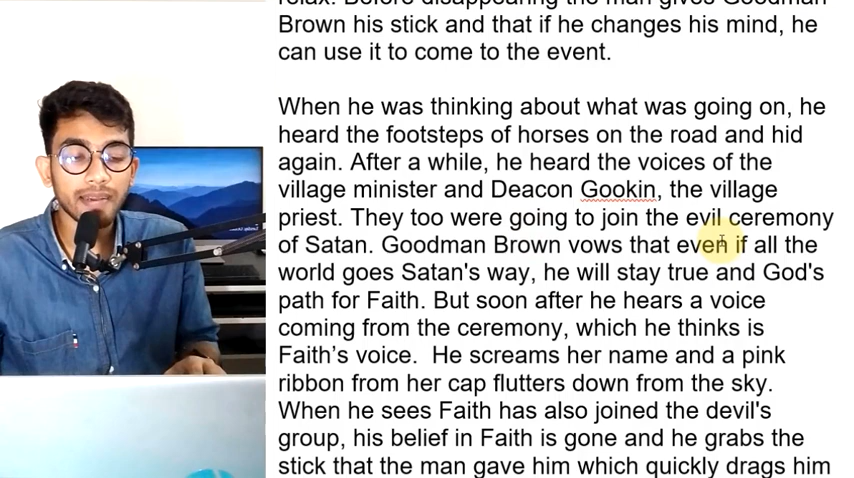 relax. Before disappearing the man gives Goodman
Brown his stick and that if he changes his mind, he
can use it to come to the event.
When he was thinking about what was going on, he
heard the footsteps of horses on the road and hid
again. After a while, he heard the voices of the
village minister and Deacon Gookin, the village
priest. They too were going to join the evil ceremony
of Satan. Goodman Brown vows that even if all the
world goes Satan's way, he will stay true and God's
path for Faith. But soon after he hears a voice
coming from the ceremony, which he thinks is
Faith’s voice.  He screams her name and a pink
ribbon from her cap flutters down from the sky.
When he sees Faith has also joined the devil's
group, his belief in Faith is gone and he grabs the
stick that the man gave him which quickly drags him